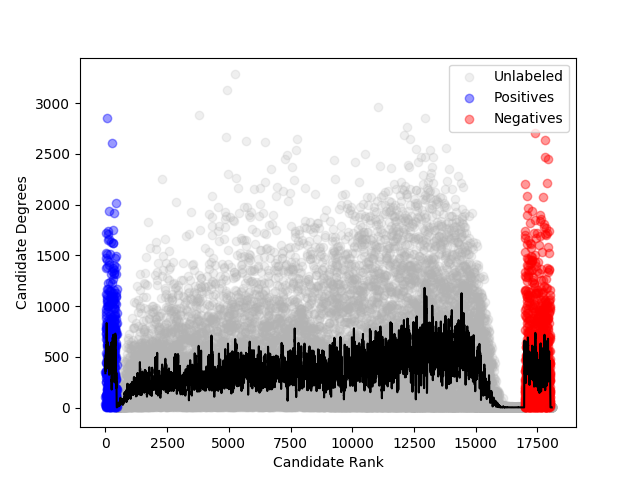 Unlabeled
Positives
Negatives
3000
2500
2000
1500
1000
500
0
Candidate Degrees
0 2500 5000 7500 10000 12500 15000 17500
Candidate Rank